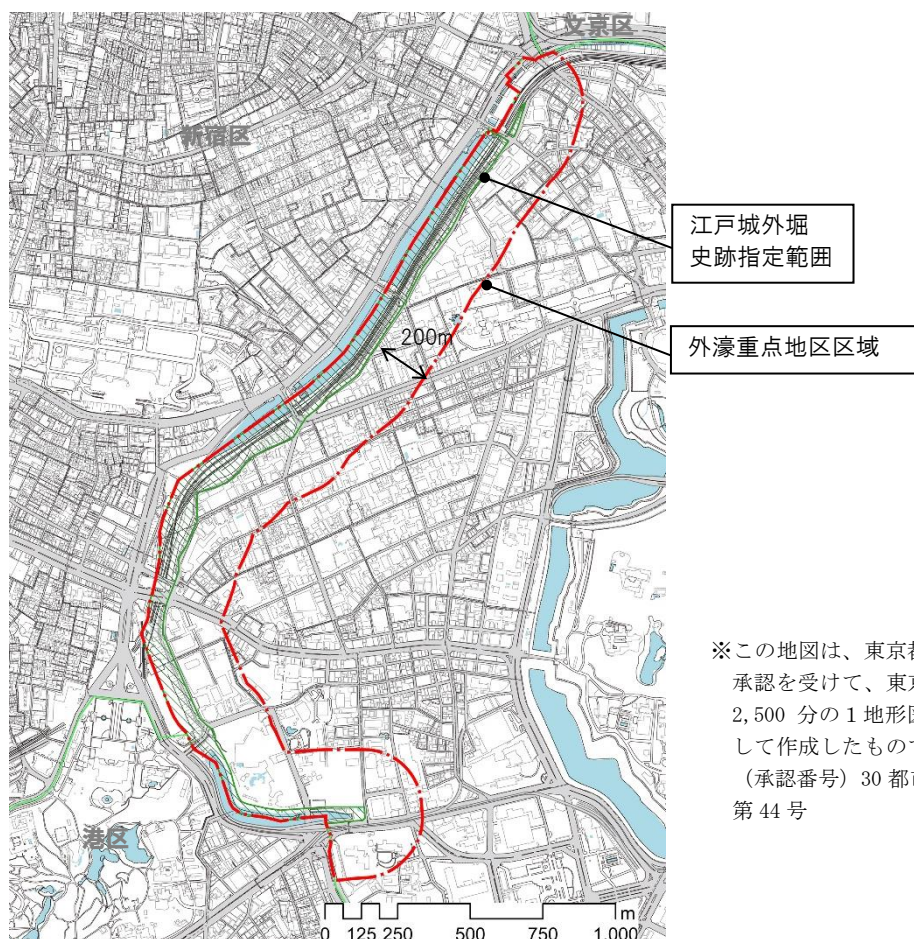 文京区
新宿区
江戸城外堀
史跡指定範囲
200m
外濠重点地区区域
※この地図は、東京都
承認を受けて、東京
2,500 分の1地形図
して作成したもので
（承認番号）30 都市
第 44 号
港区
m
0 125 250 500 750 1,000